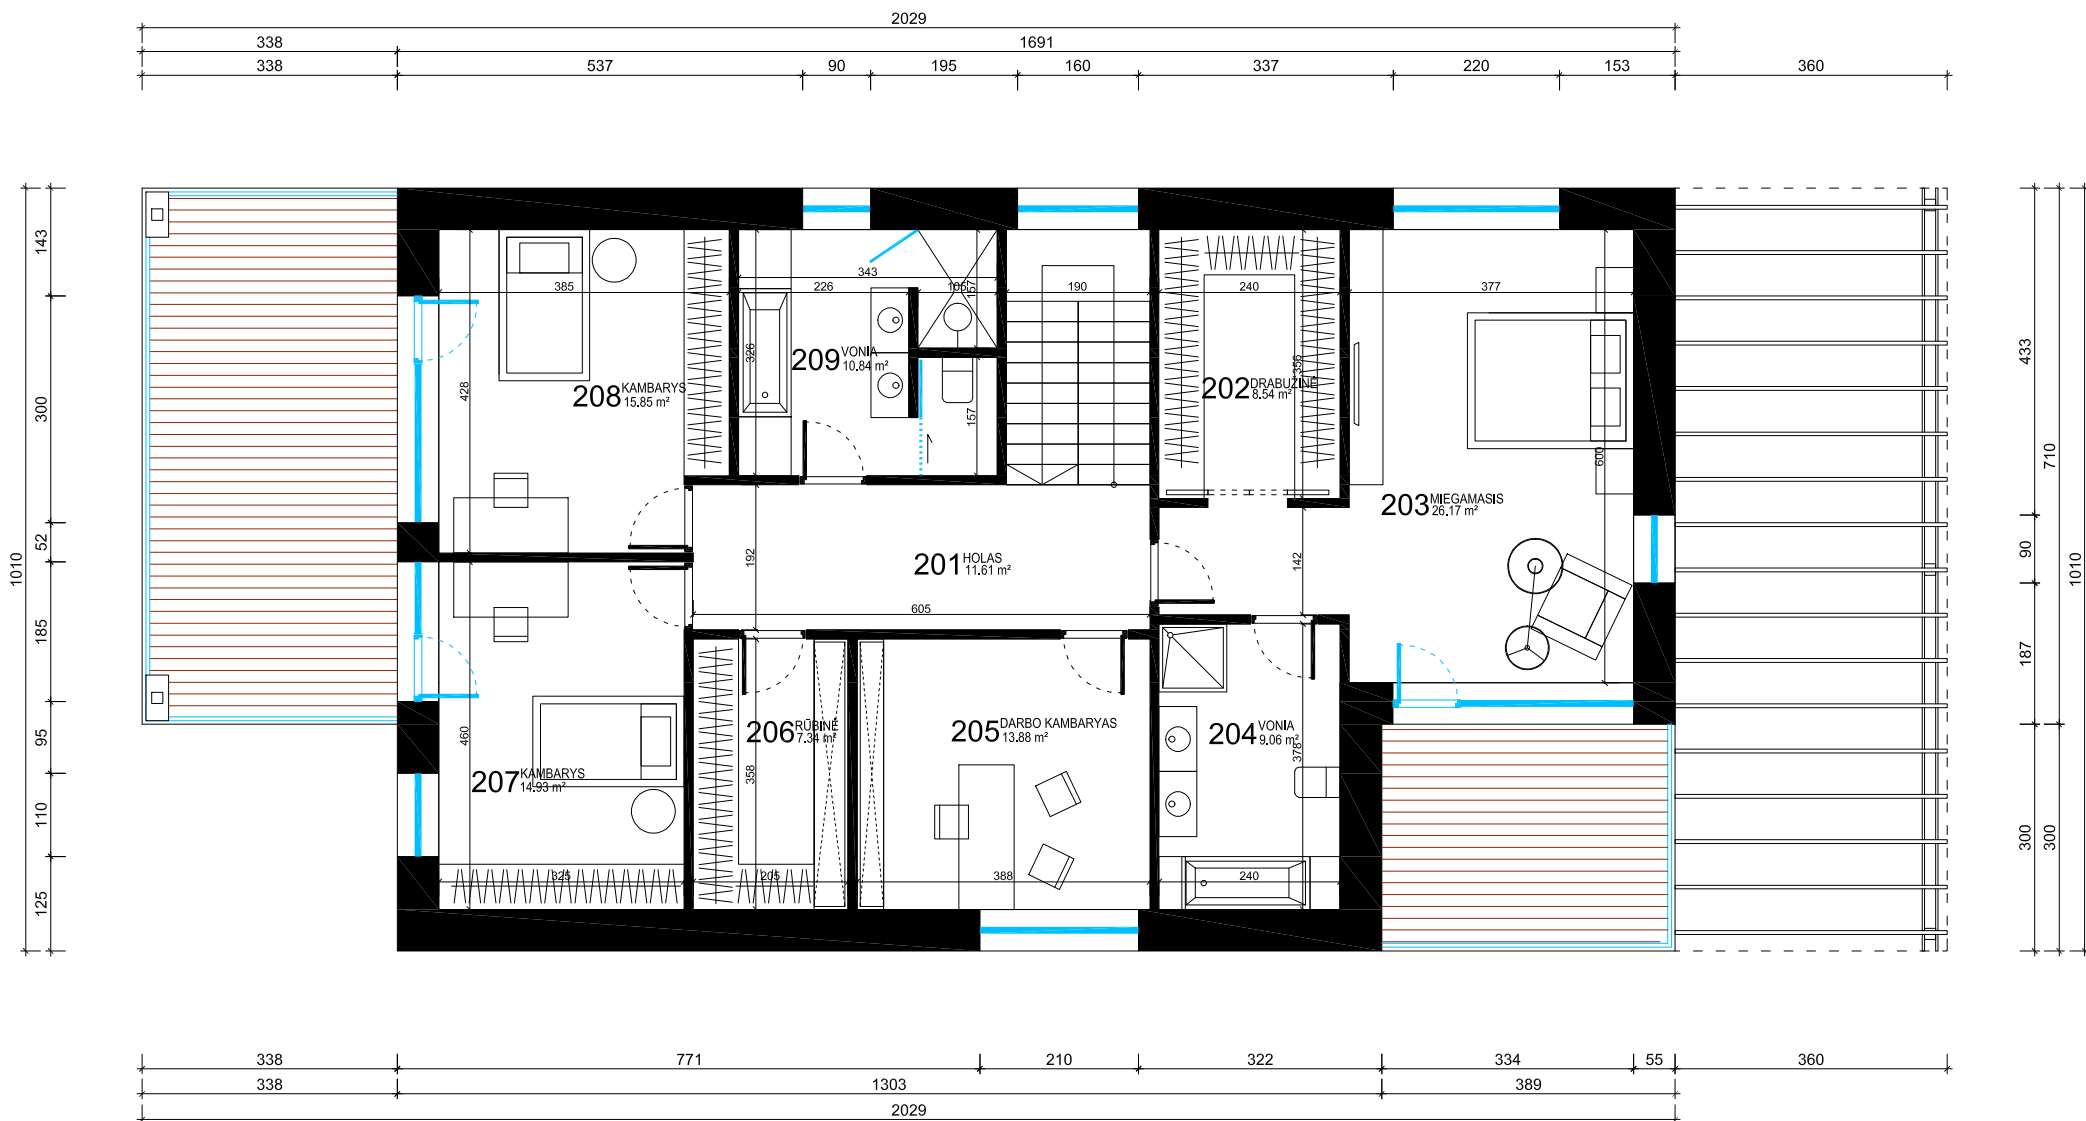 2029
338 1691
338 537 90 195 160 337 220 153 360
1010
143
300
52
185
95
110
125
433
90
187
300
710
300
1010
385
428
208 KAMBARYS
15.85 m²
343
226
105
157
326
209 VONIA
10.84 m²
157
190
240
356
202 DRABUŽINĖ
8.54 m²
377
600
203 MIEGAMASIS
26.17 m²
192
201 HOLAS
11.61 m²
605
142
460
207 KAMBARYS
14.93 m²
325
206 RŪBINĖ
7.34 m²
358
205
205 DARBO KAMBARYAS
13.88 m²
388
204 VONIA
9.06 m²
378
240
338 771 210 322 334 55 360
338 1303 389
2029